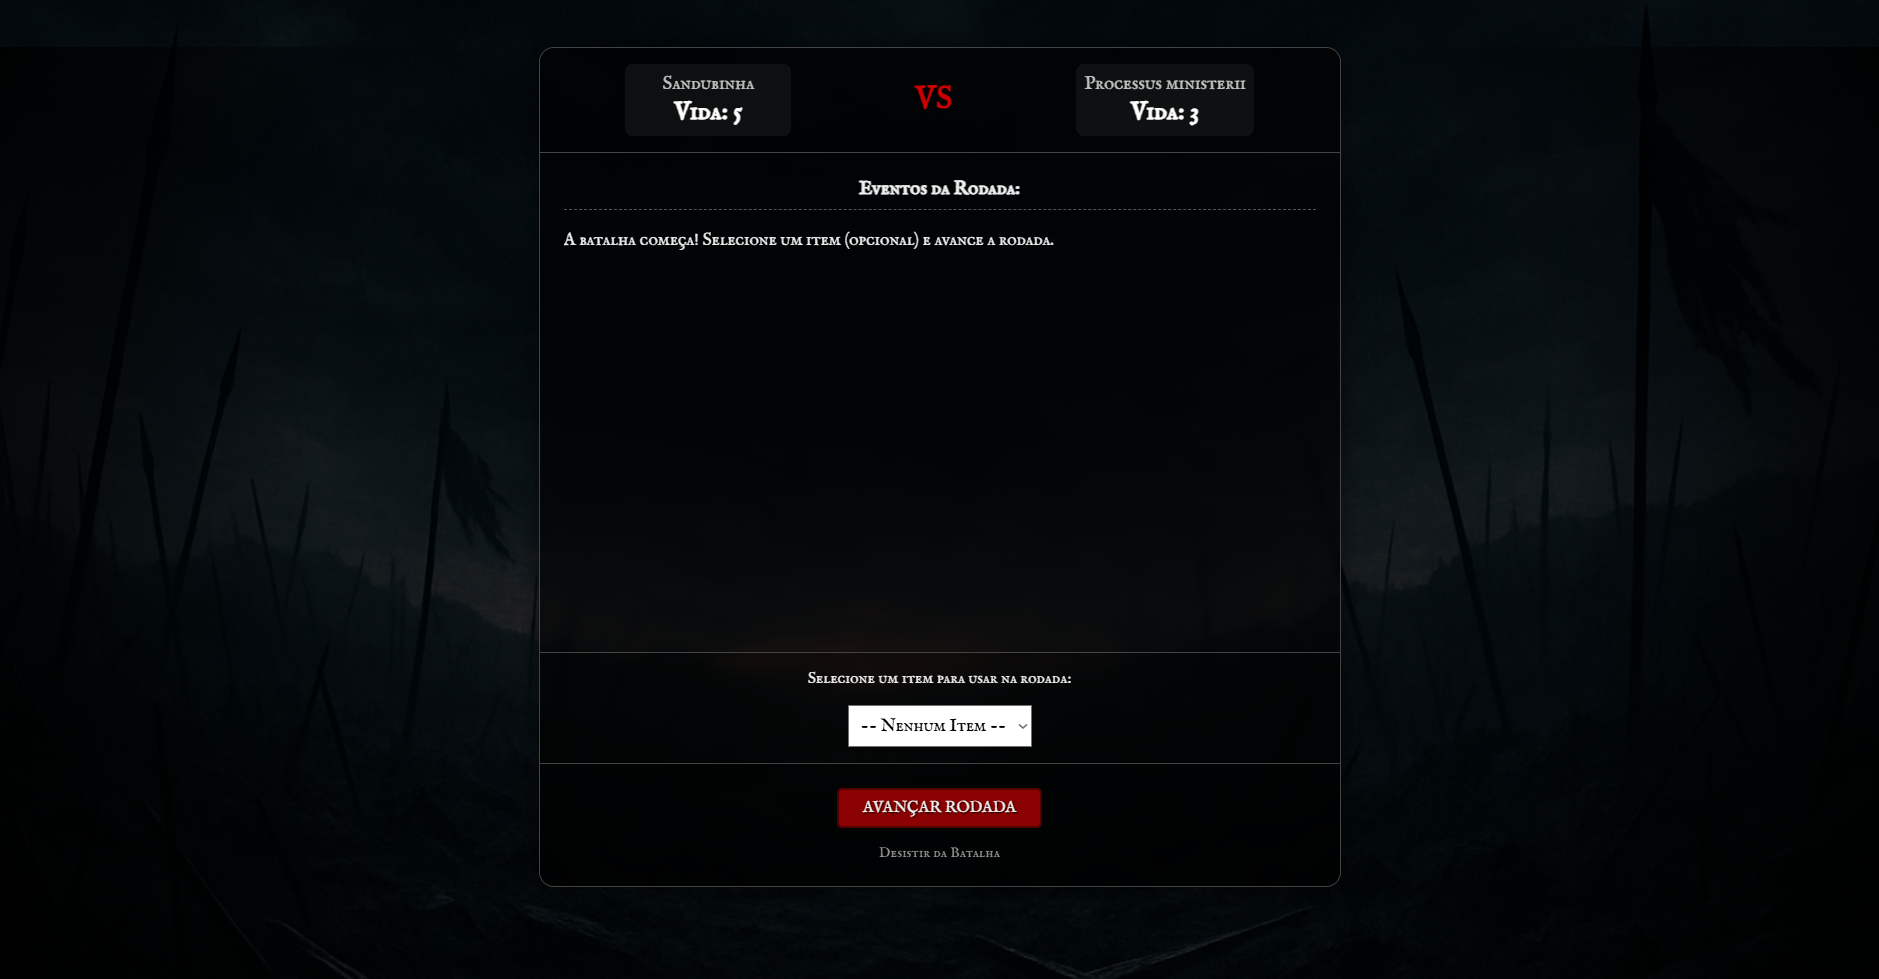 Sandubinha
Vida: 5
VS
Processus ministerii
Vida: 3
Eventos da Rodada:
A batalha começa! Selecione um item (opcional) e avance a rodada.
Selecione um item para usar na rodada:
-- Nenhum Item --
AVANÇAR RODADA
Desistir da Batalha